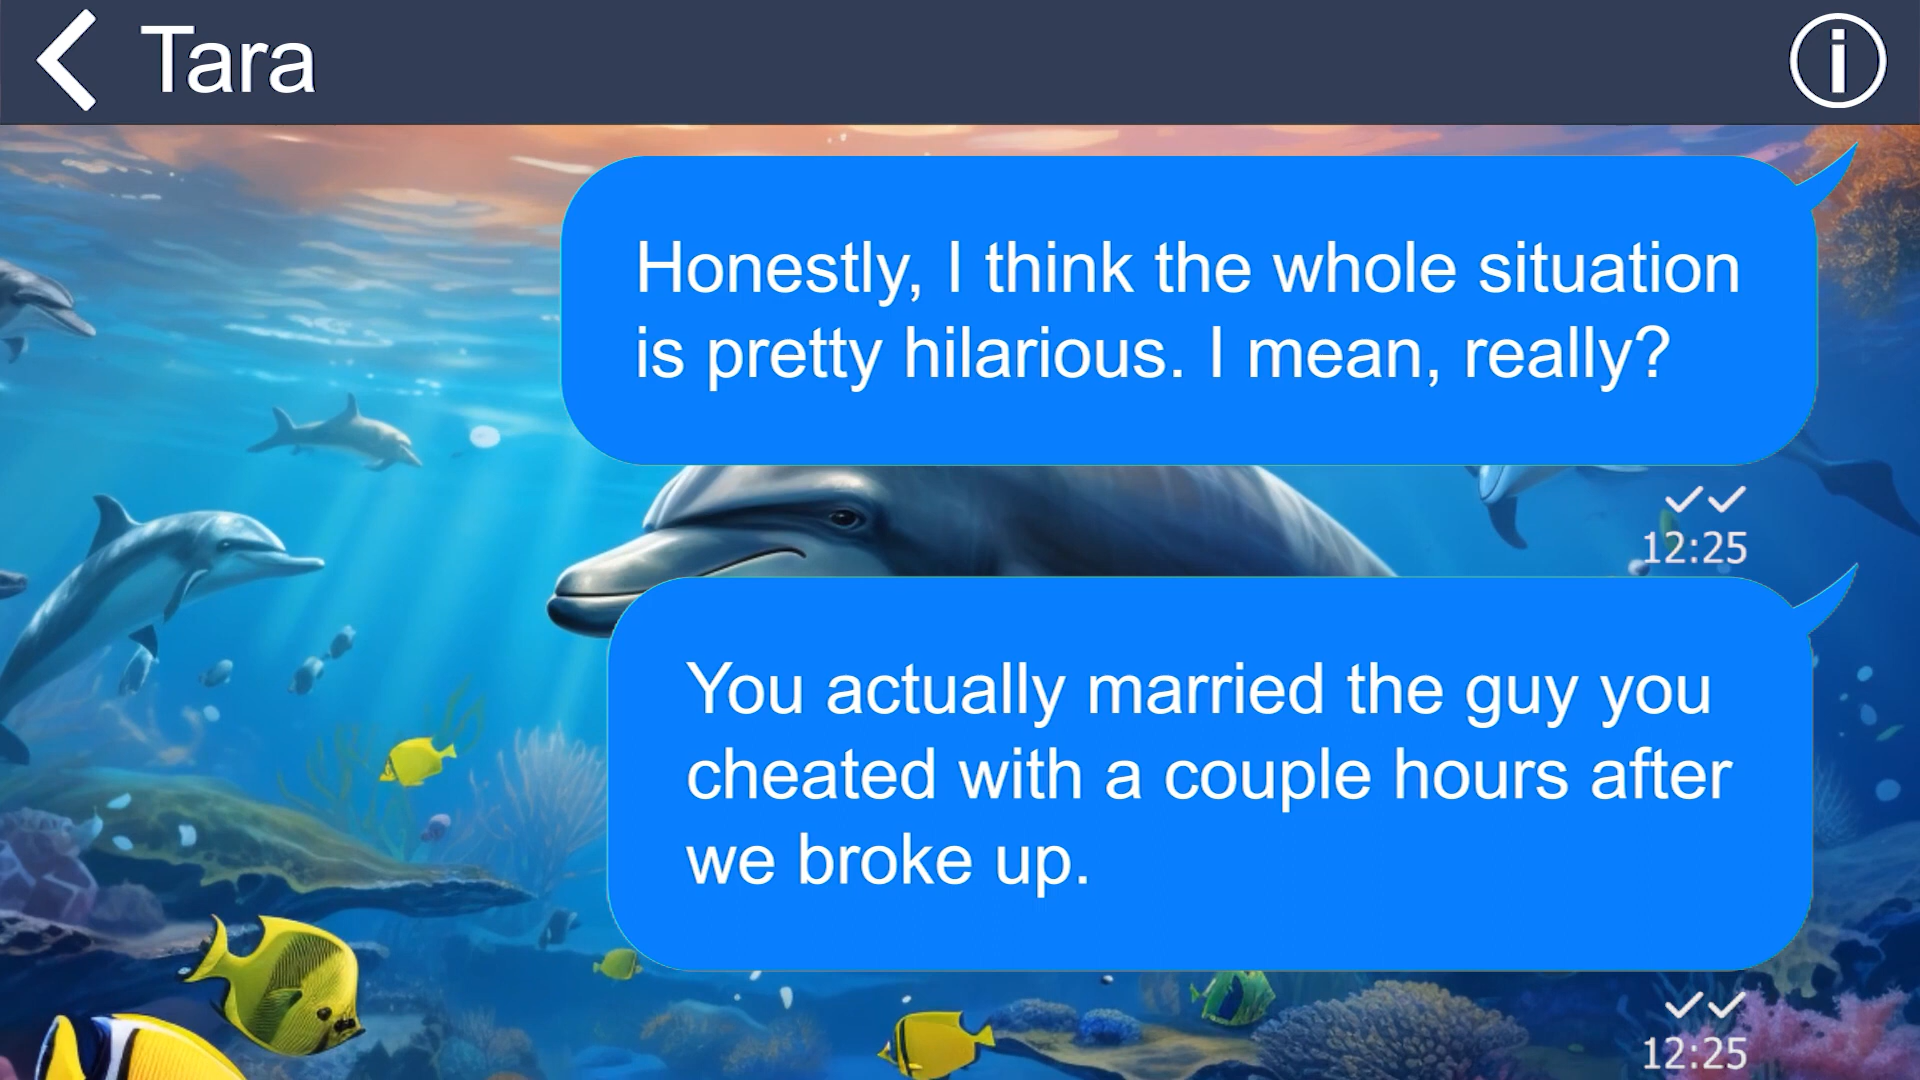 Tara
Honestly, I think the whole situation
is pretty hilarious. I mean, really?
12:25
You actually married the guy you
cheated with a couple hours after
we broke up.
12:25